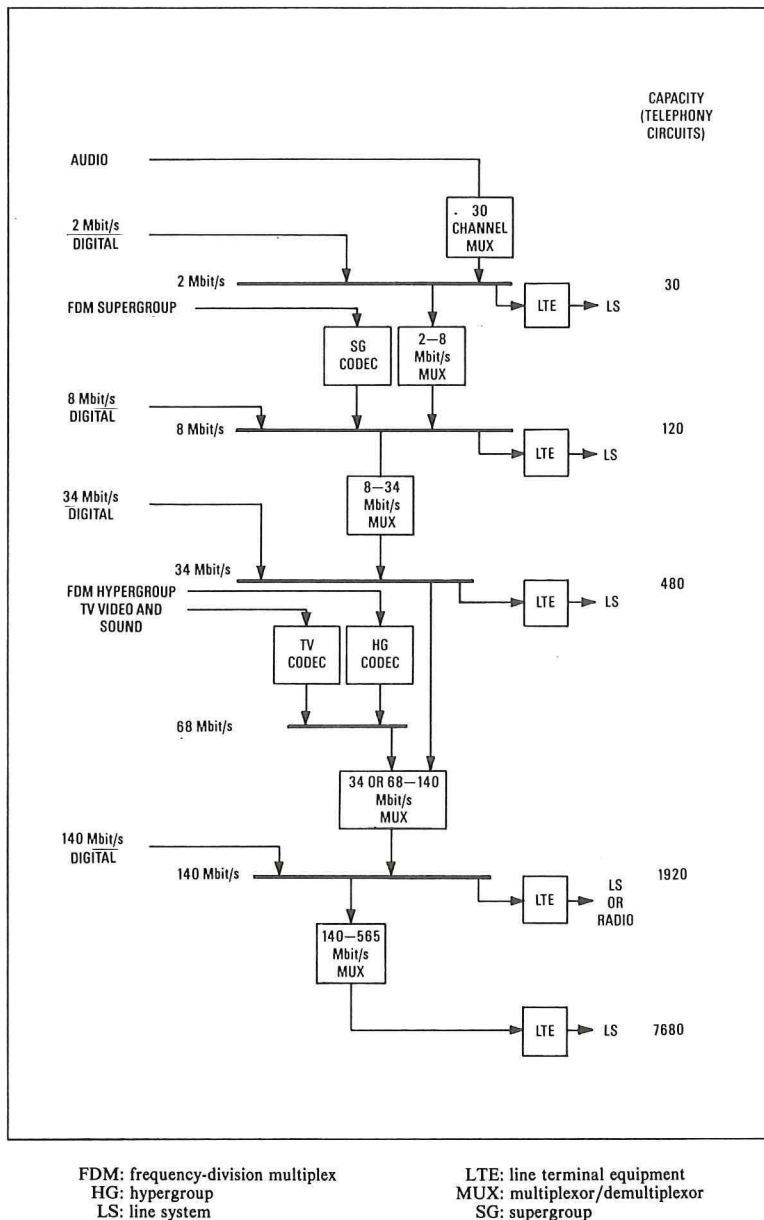 CAPACITY
(TELEPHONY
CIRCUITS)
AUDIO
30
CHANNEL
MUX
2 Mbit/s
DIGITAL
2 Mbit/s
LTE
LS
30
FDM SUPERGROUP
SG
CODEC
2—8
Mbit/s
MUX
8 Mbit/s
DIGITAL
8 Mbit/s
LTE
LS
120
8—34
Mbit/s
MUX
34 Mbit/s
DIGITAL
34 Mbit/s
LTE
LS
480
FDM HYPERGROUP
TV VIDEO AND
SOUND
TV
CODEC
HG
CODEC
68 Mbit/s
34 OR 68—140
Mbit/s
MUX
140 Mbit/s
DIGITAL
140 Mbit/s
LTE
LS
OR
RADIO
1920
140—565
Mbit/s
MUX
LTE
LS
7680
FDM: frequency-division multiplex
HG: hypergroup
LS: line system
LTE: line terminal equipment
MUX: multiplexor/demultiplexor
SG: supergroup